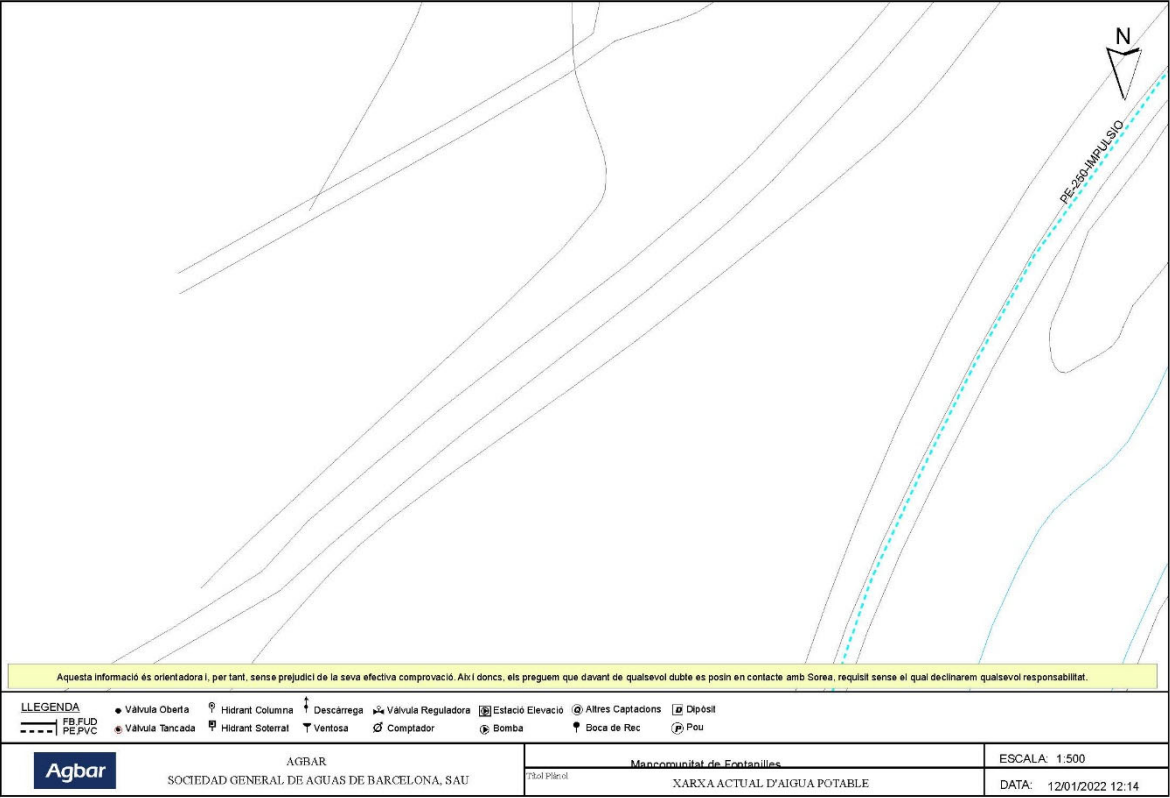 N
PE-250-IMPULSIO
Aquesta informació és orientadora i, per tant, sense prejudici de la seva efectiva comprovació. Així doncs, els preguem que davant de qualsevol dubte es posin en contacte amb Sorea, requisit sense el qual declinarem qualsevol responsabilitat.
LLEGENDA
FB.FUD
PE.PVC
Vàlvula Oberta
Hidrant Columna
Descàrrega
Vàlvula Reguladora
Estació Elevació
Altres Captacions
Dipòsit
Vàlvula Tancada
Hidrant Soterrat
Ventosa
Comptador
Bomba
Boca de Rec
Pou
Agbar
AGBAR
SOCIEDAD GENERAL DE AGUAS DE BARCELONA, SAU
Mancomunitat de Fontanilles
Títol Plànol
XARXA ACTUAL D'AIGUA POTABLE
ESCALA: 1:500
DATA: 12/01/2022 12:14